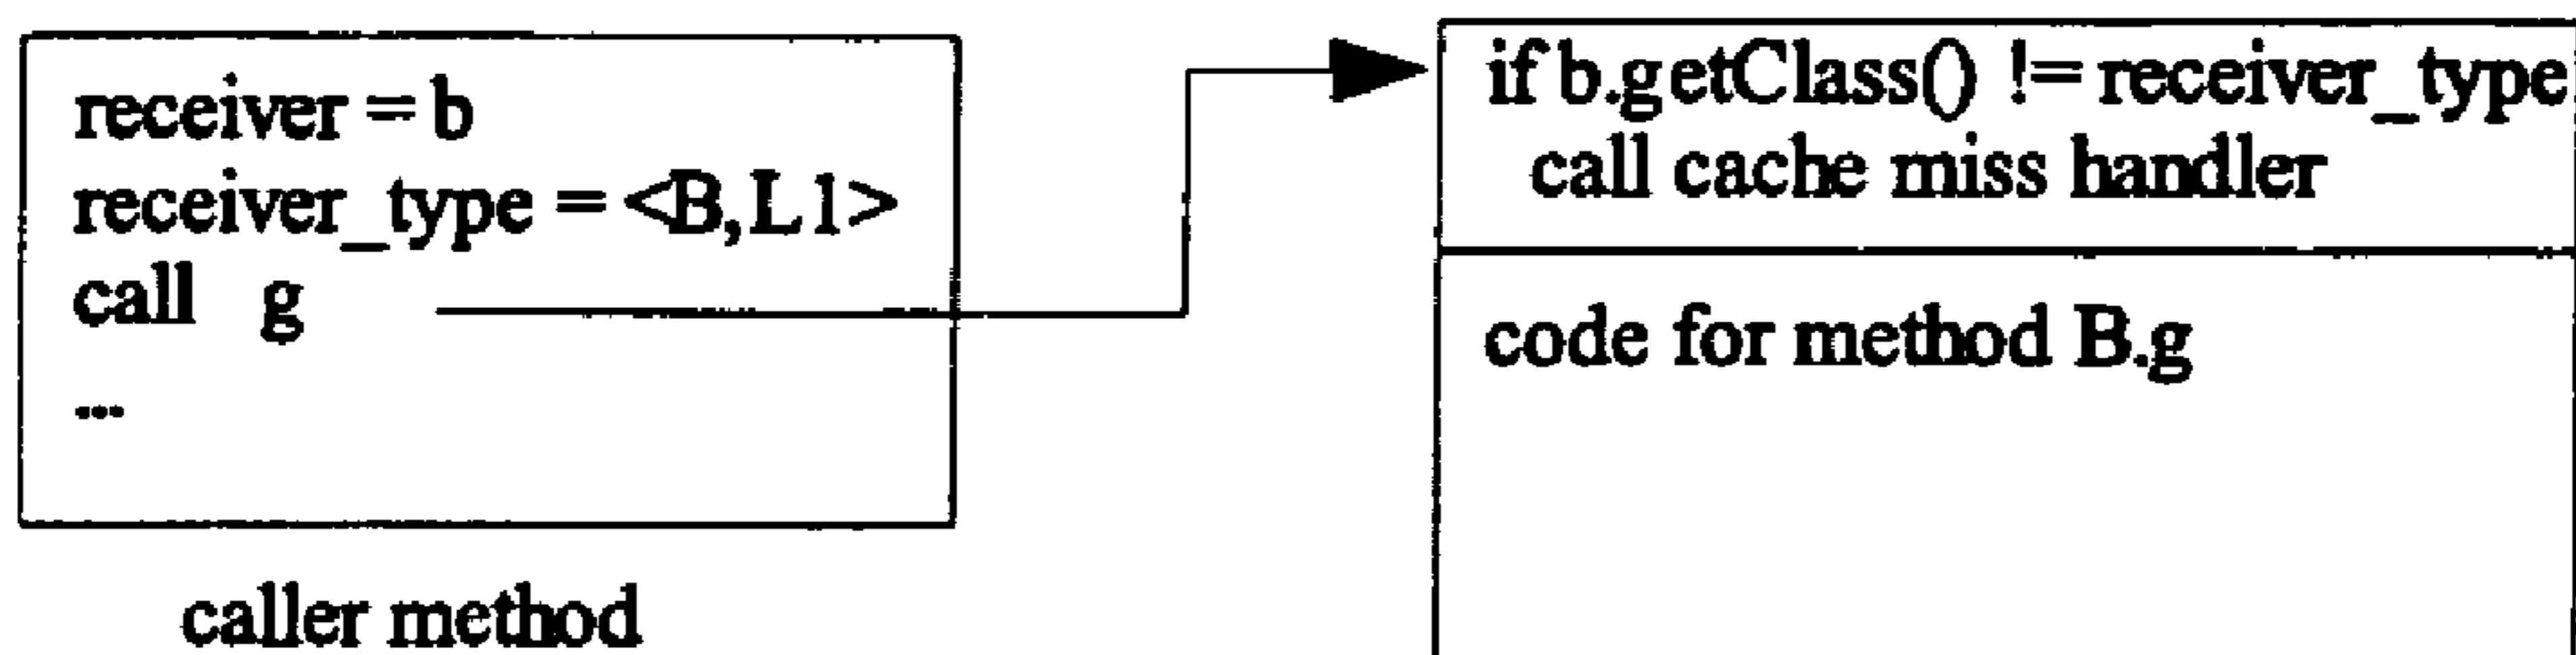 receiver = b
receiver_type = <B, L1>
call g
...
caller method
if b.getClass() != receiver_type
call cache miss handler
code for method B.g